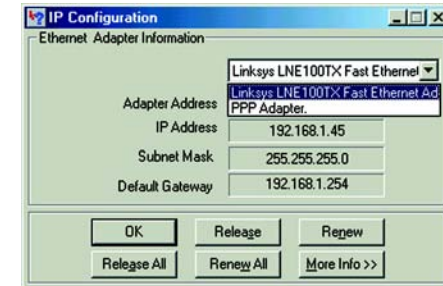 IP Configuration
Ethernet Adapter Information
Linksys LNE100TX Fast Ethernet
Linksys LNE100TX Fast Ethernet Ad
PPP Adapter.
Adapter Address
IP Address 192.168.1.45
Subnet Mask 255.255.255.0
Default Gateway 192.168.1.254
OK Release Renew
Release All Renew All More Info >>